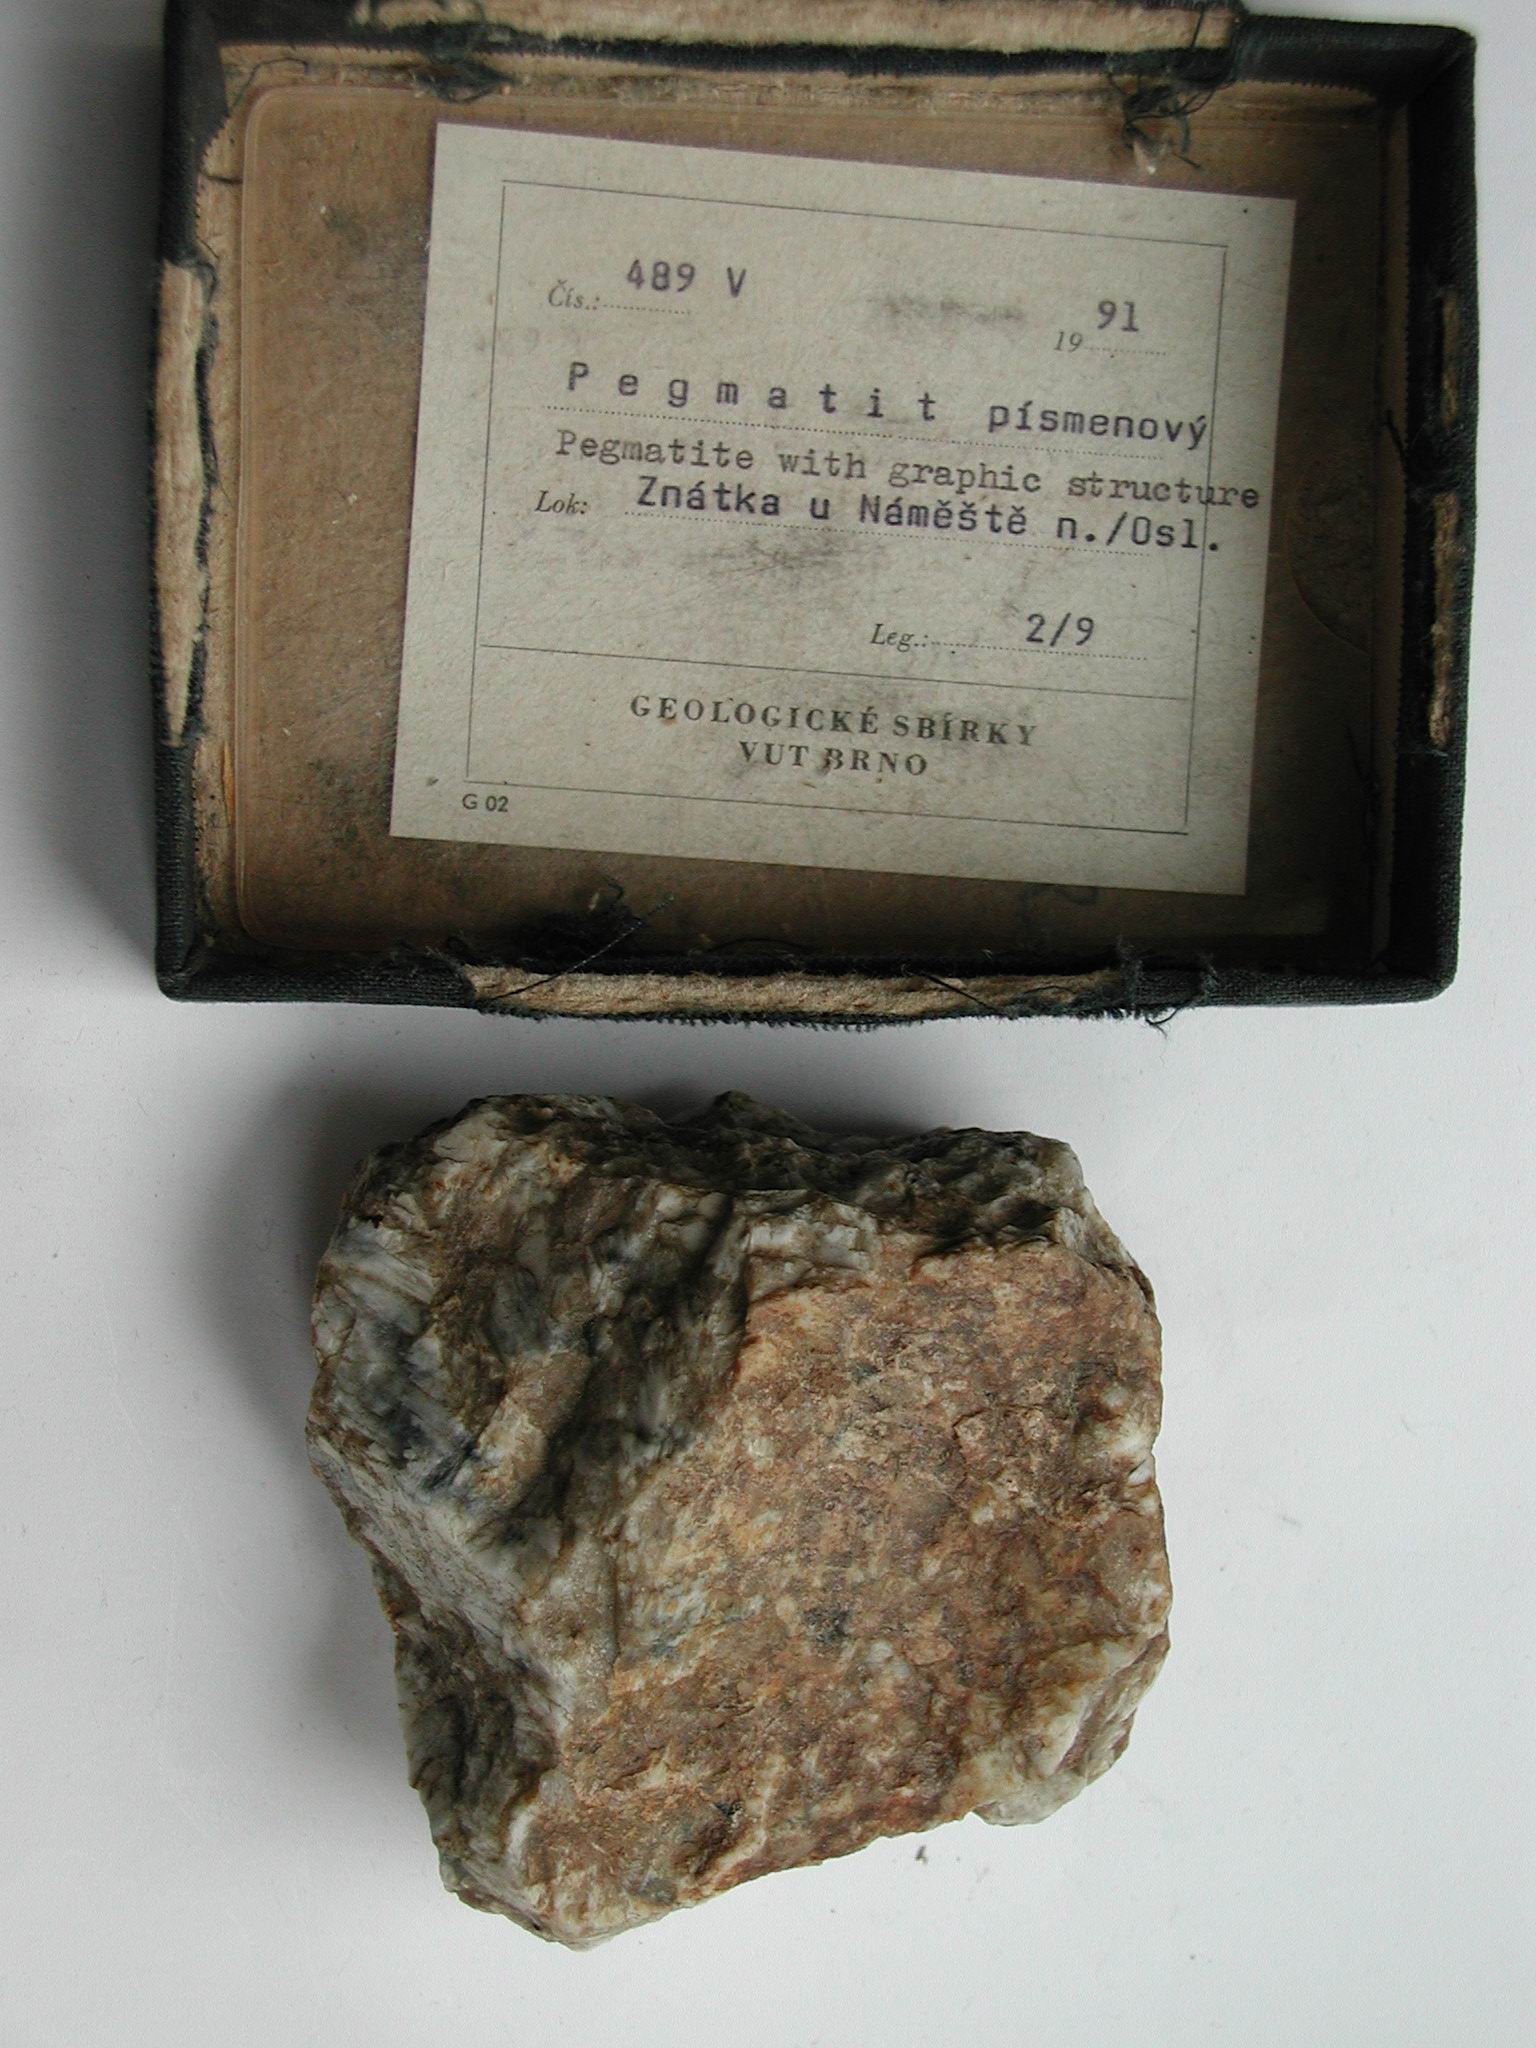 Čís.: 489 V
19 91
Pegmatit písmenový
Pegmatite with graphic structure
Lok: Znátka u Náměště n./Osl.
Leg.: 2/9
GEOLOGICKÉ SBÍRKY
VUT BRNO
G 02